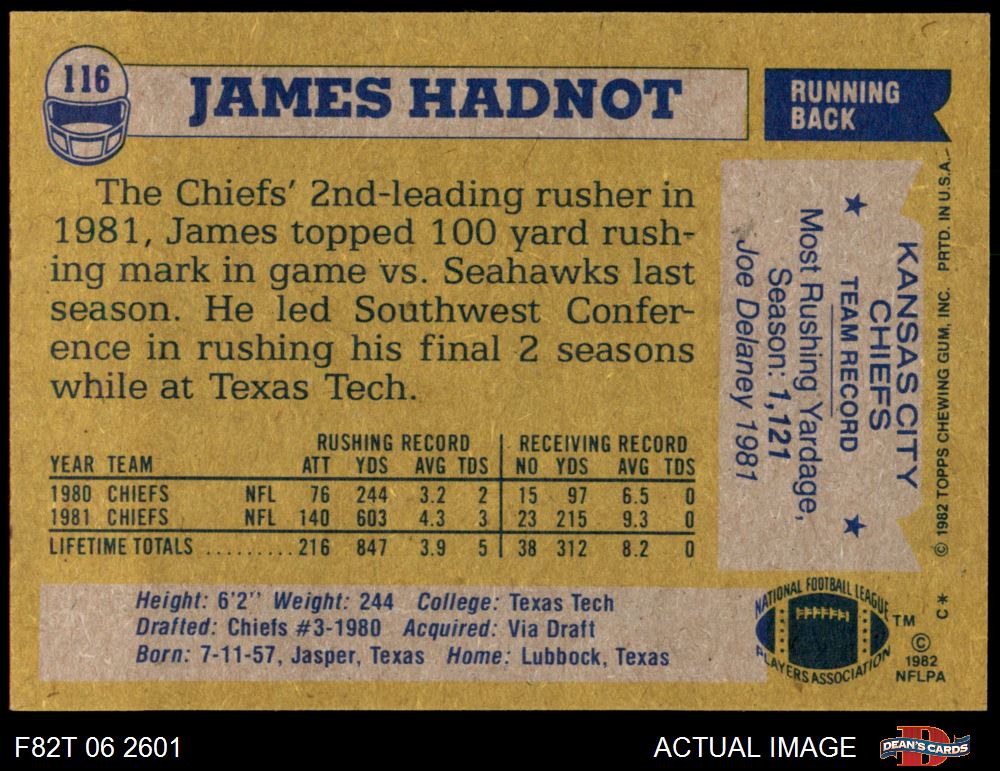 116
JAMES HADNOT
RUNNING
BACK
The Chiefs' 2nd-leading rusher in
1981, James topped 100 yard rush-
ing mark in game vs. Seahawks last
season. He led Southwest Confer-
ence in rushing his final 2 seasons
while at Texas Tech.
RUSHING RECORD RECEIVING RECORD
YEAR TEAM ATT YDS AVG TDS NO YDS AVG TDS
1980 CHIEFS NFL 76 244 3.2 2 15 97 6.5 0
1981 CHIEFS NFL 140 603 4.3 3 23 215 9.3 0
LIFETIME TOTALS .........216 847 3.9 5 38 312 8.2 0
Height: 6'2" Weight: 244 College: Texas Tech
Drafted: Chiefs #3-1980 Acquired: Via Draft
Born: 7-11-57, Jasper, Texas Home: Lubbock, Texas
KANSAS CITY
CHIEFS
★ TEAM RECORD ★
Most Rushing Yardage,
Season: 1,121
Joe Delaney 1981
© 1982 TOPPS CHEWING GUM, INC. PRTD. IN U.S.A.
C*
NATIONAL FOOTBALL LEAGUE
PLAYERS ASSOCIATION
TM
©
1982
NFLPA
F82T 06 2601
ACTUAL IMAGE
DEAN'S CARDS